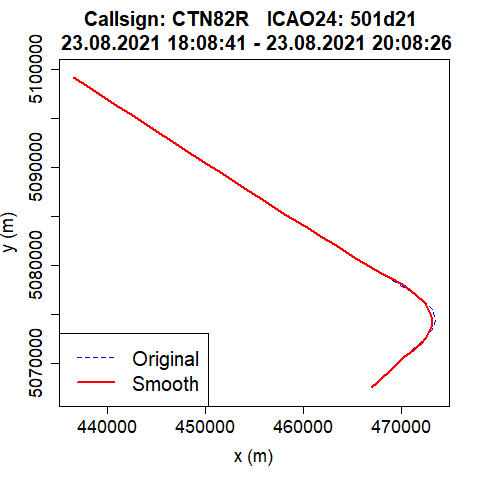 Callsign: CTN82R   ICAO24: 501d21
23.08.2021 18:08:41 - 23.08.2021 20:08:26
5100000
5090000
5080000
5070000
y (m)
Original
Smooth
440000 450000 460000 470000
x (m)